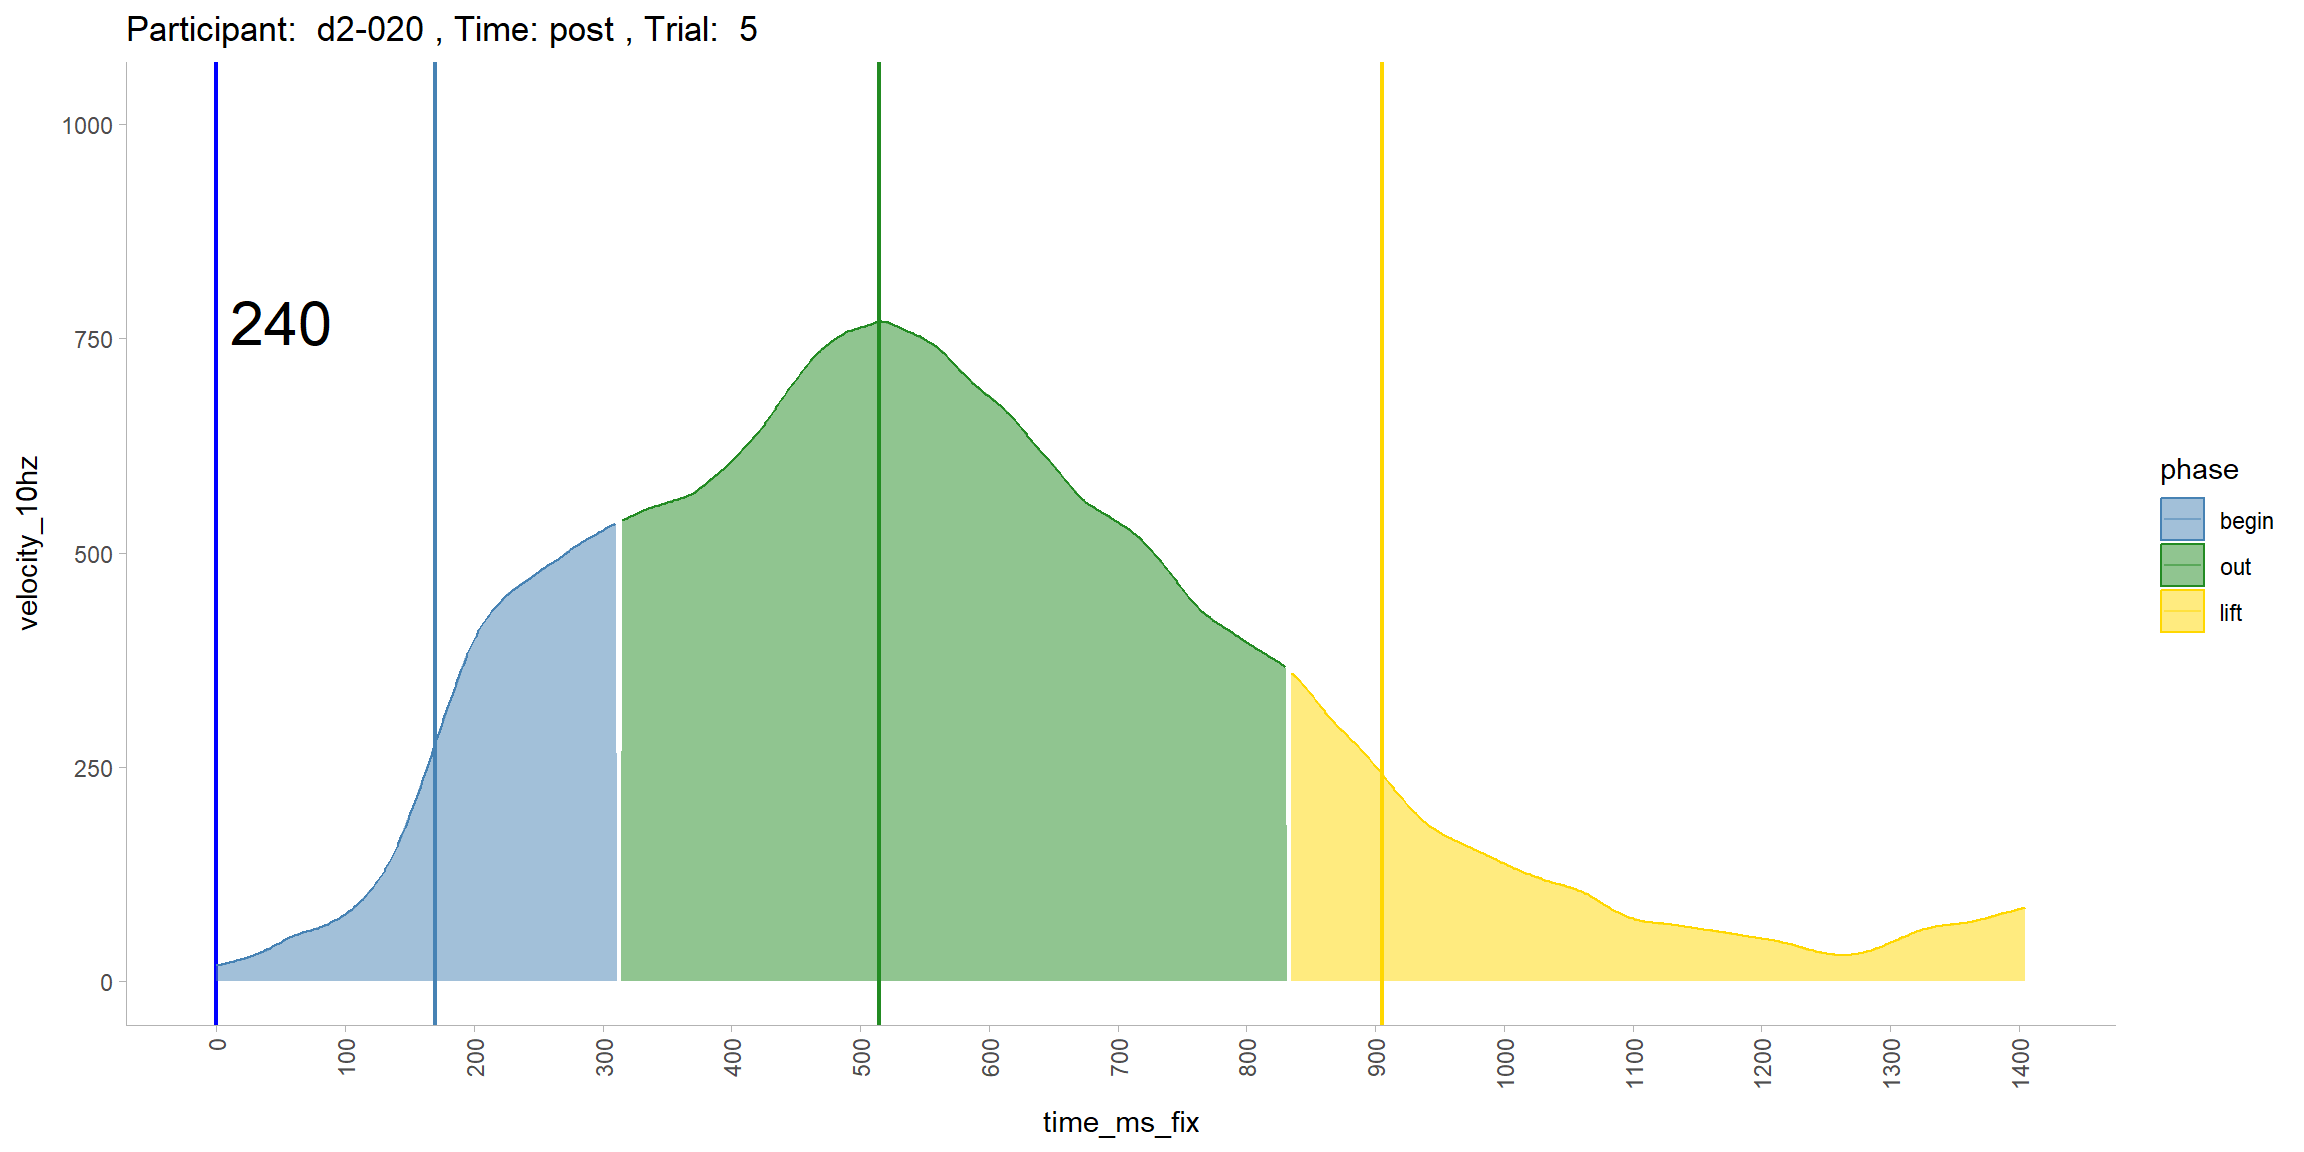 Participant:  d2-020 , Time: post , Trial:  5
1000
750
500
250
0
velocity_10hz
240
0 100 200 300 400 500 600 700 800 900 1000 1100 1200 1300 1400
time_ms_fix
phase
begin
out
lift